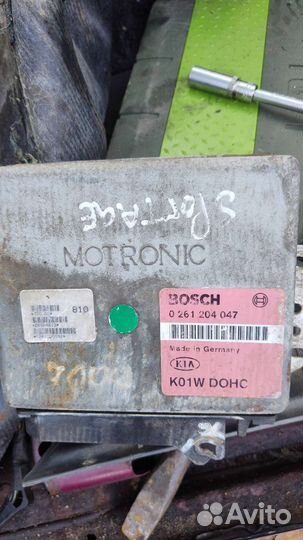 SPORTAGE
MOTRONIC
810
BOSCH
0 261 204 047
Made in Germany
KIA
K01W DOHC
Avito